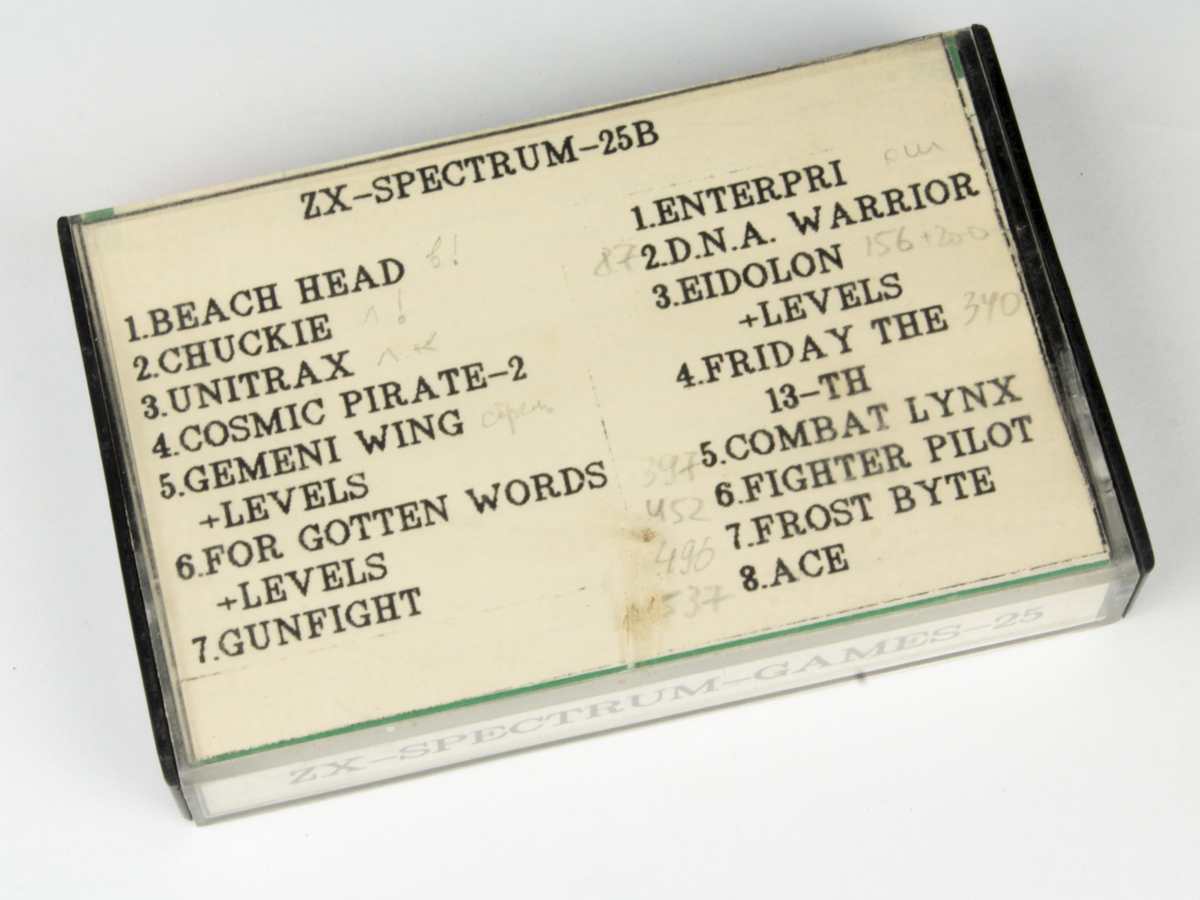 ZX-SPECTRUM-25B
1.BEACH HEAD в!
2.CHUCKIE !
3.UNITRAX
4.COSMIC PIRATE-2
5.GEMENI WING
+LEVELS
6.FOR GOTTEN WORDS
+LEVELS
7.GUNFIGHT
1.ENTERPRI
87 2.D.N.A. WARRIOR
3.EIDOLON 156+200
+LEVELS
4.FRIDAY THE 340
13-TH
397 5.COMBAT LYNX
452 6.FIGHTER PILOT
496 7.FROST BYTE
537 8.ACE
ZX-SPECTRUM-GAMES-25